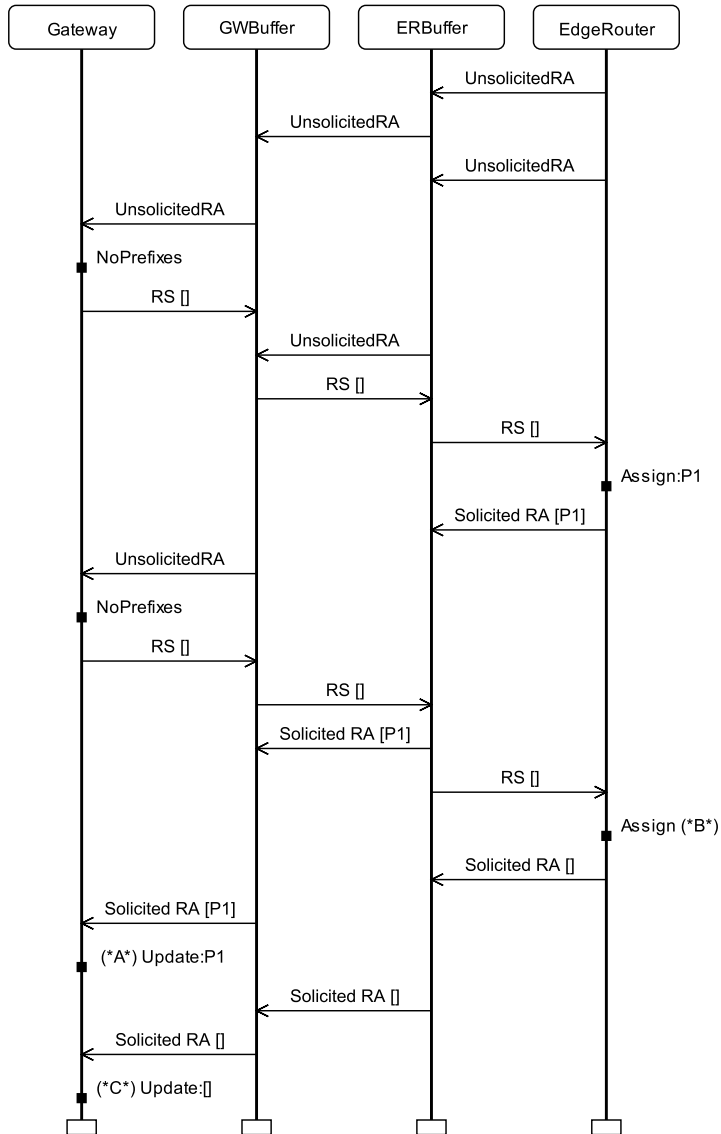 Gateway
GWBuffer
ERBuffer
EdgeRouter
UnsolicitedRA
UnsolicitedRA
UnsolicitedRA
UnsolicitedRA
NoPrefixes
RS []
UnsolicitedRA
RS []
RS []
Assign:P1
Solicited RA [P1]
UnsolicitedRA
NoPrefixes
RS []
RS []
Solicited RA [P1]
RS []
Assign (*B*)
Solicited RA []
Solicited RA [P1]
(*A*) Update:P1
Solicited RA []
Solicited RA []
(*C*) Update:[]